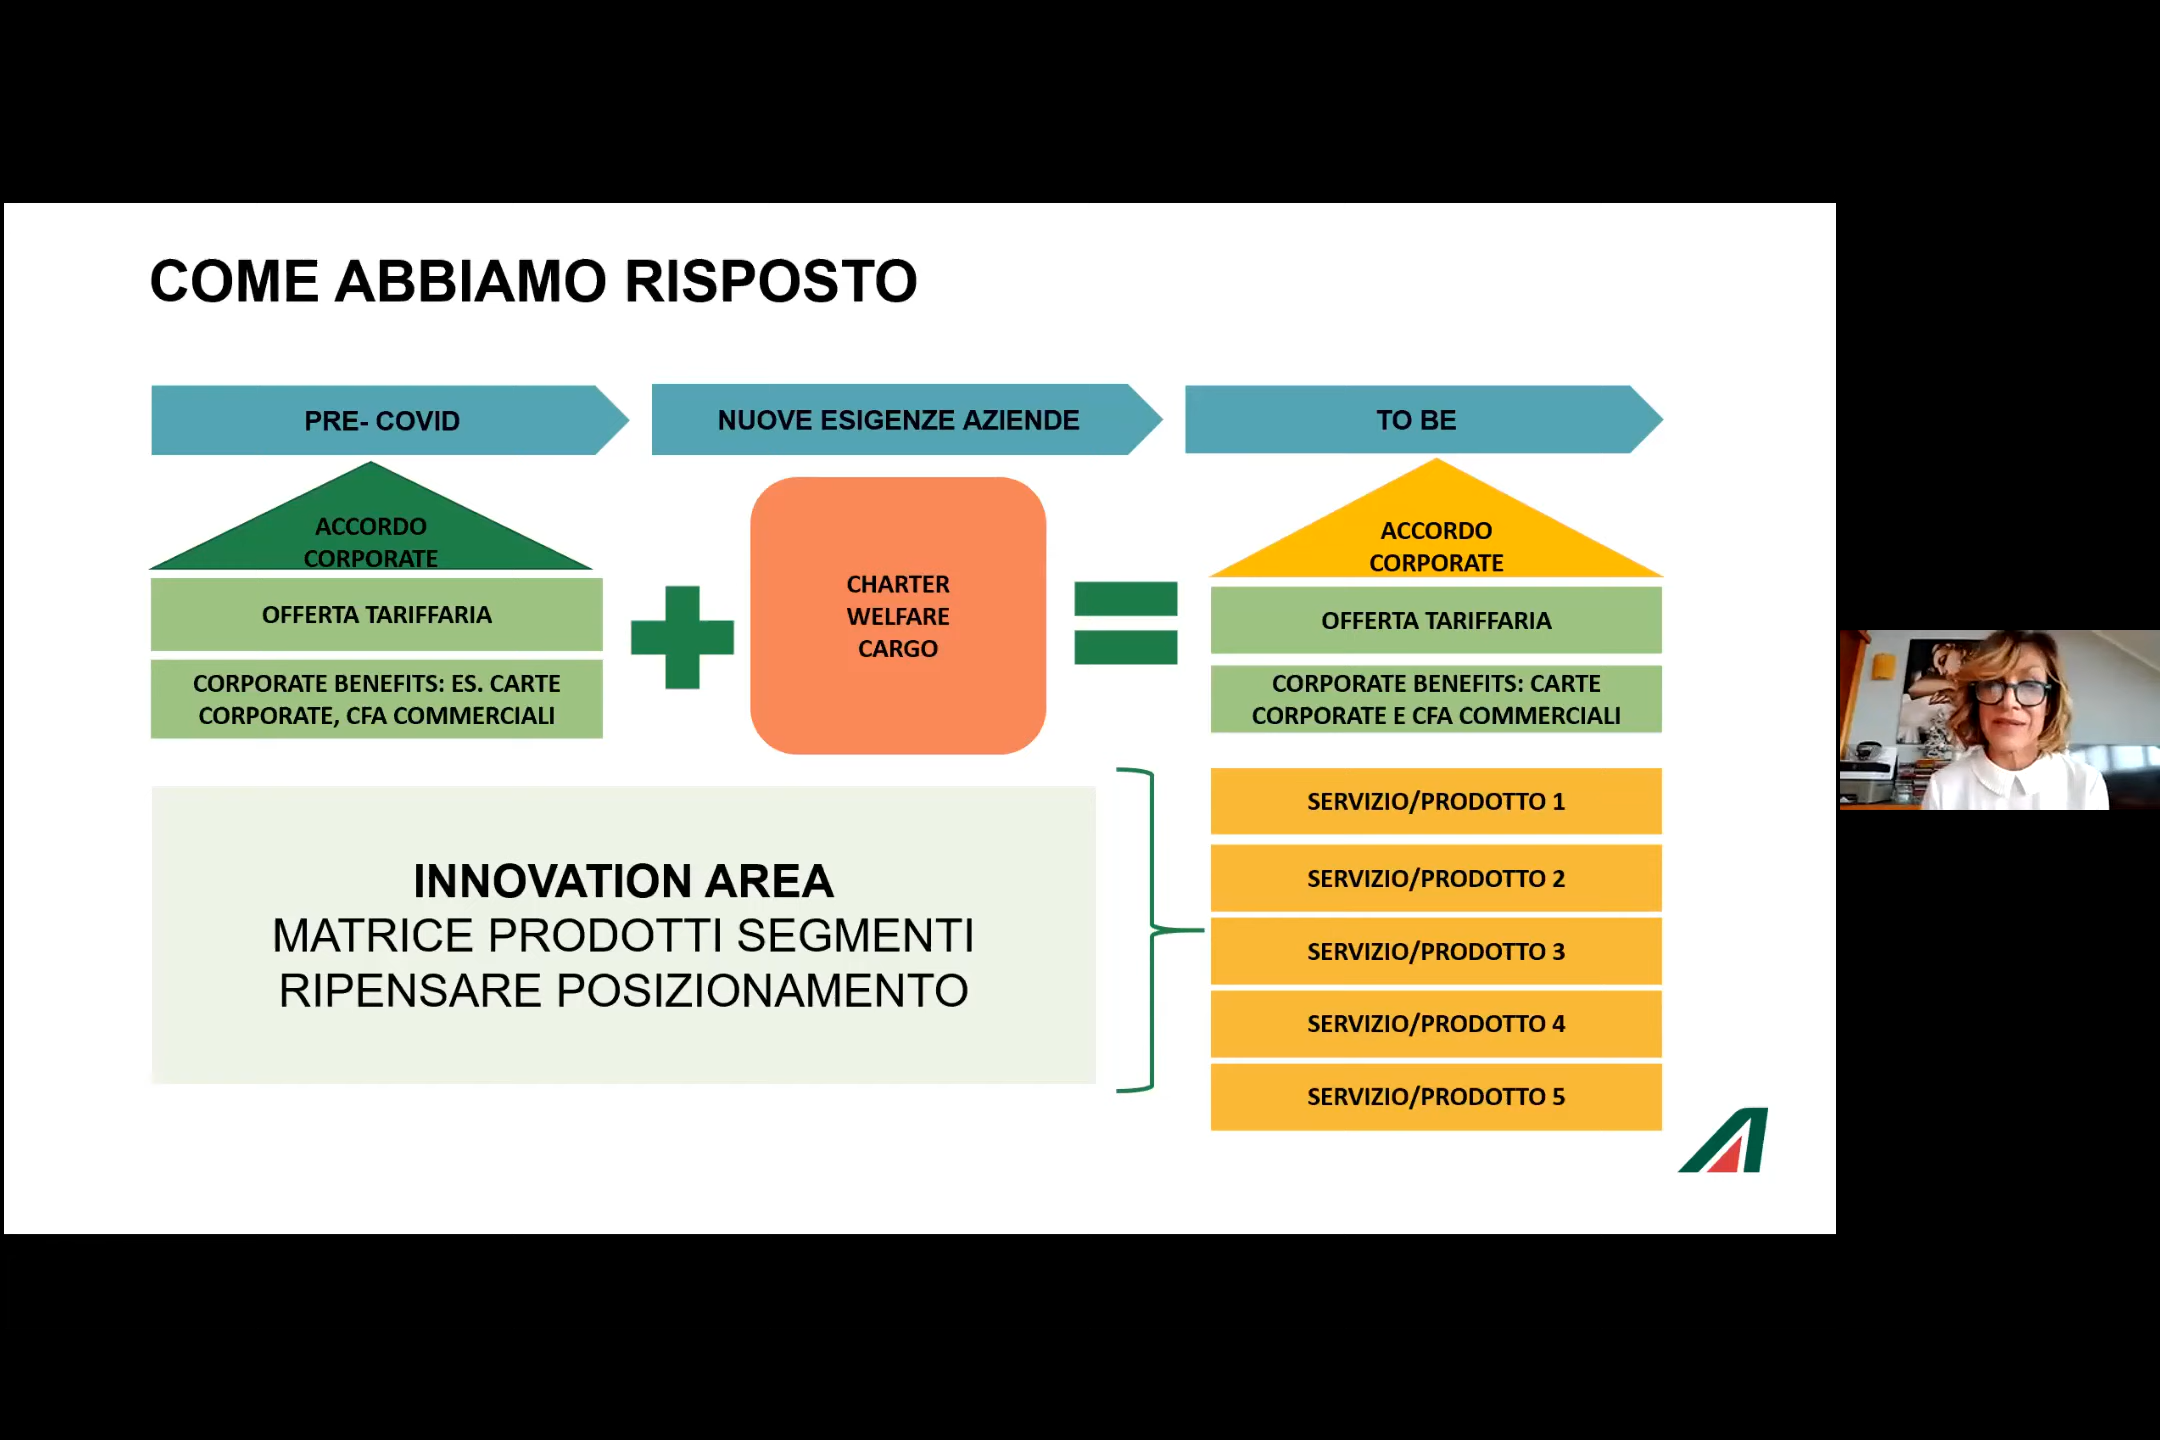 COME ABBIAMO RISPOSTO
PRE- COVID
NUOVE ESIGENZE AZIENDE
TO BE
ACCORDO
CORPORATE
OFFERTA TARIFFARIA
CORPORATE BENEFITS: ES. CARTE
CORPORATE, CFA COMMERCIALI
CHARTER
WELFARE
CARGO
ACCORDO
CORPORATE
OFFERTA TARIFFARIA
CORPORATE BENEFITS: CARTE
CORPORATE E CFA COMMERCIALI
INNOVATION AREA
MATRICE PRODOTTI SEGMENTI
RIPENSARE POSIZIONAMENTO
SERVIZIO/PRODOTTO 1
SERVIZIO/PRODOTTO 2
SERVIZIO/PRODOTTO 3
SERVIZIO/PRODOTTO 4
SERVIZIO/PRODOTTO 5